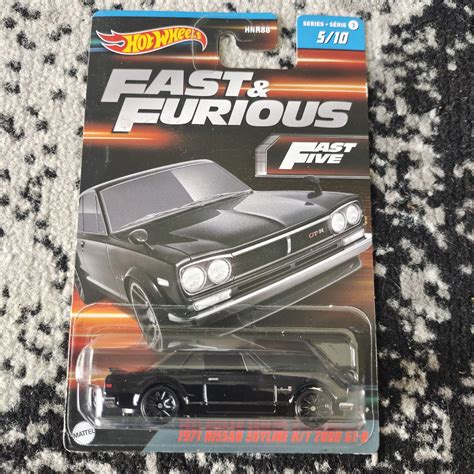 Hot Wheels
HNR88
SERIES • SÉRIE 3
5/10
FAST & FURIOUS
FAST FIVE
GT-R
MATTEL
1971 NISSAN SKYLINE H/T 2000 GT-R